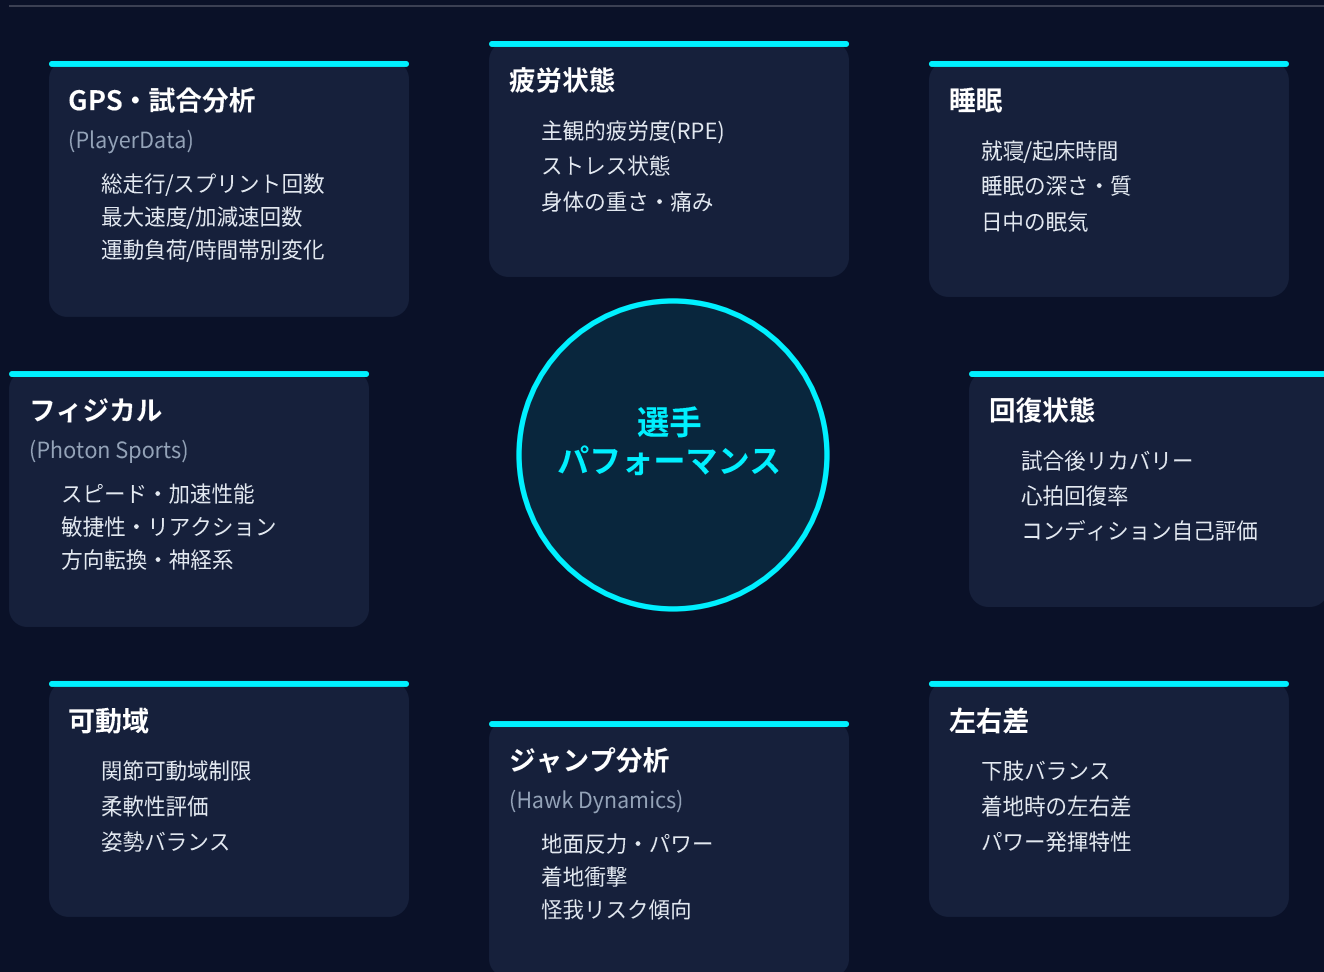 GPS・試合分析
(PlayerData)
総走行/スプリント回数
最大速度/加減速回数
運動負荷/時間帯別変化
疲労状態
主観的疲労度(RPE)
ストレス状態
身体の重さ・痛み
睡眠
就寝/起床時間
睡眠の深さ・質
日中の眠気
フィジカル
(Photon Sports)
スピード・加速性能
敏捷性・リアクション
方向転換・神経系
選手
パフォーマンス
回復状態
試合後リカバリー
心拍回復率
コンディション自己評価
可動域
関節可動域制限
柔軟性評価
姿勢バランス
ジャンプ分析
(Hawk Dynamics)
地面反力・パワー
着地衝撃
怪我リスク傾向
左右差
下肢バランス
着地時の左右差
パワー発揮特性